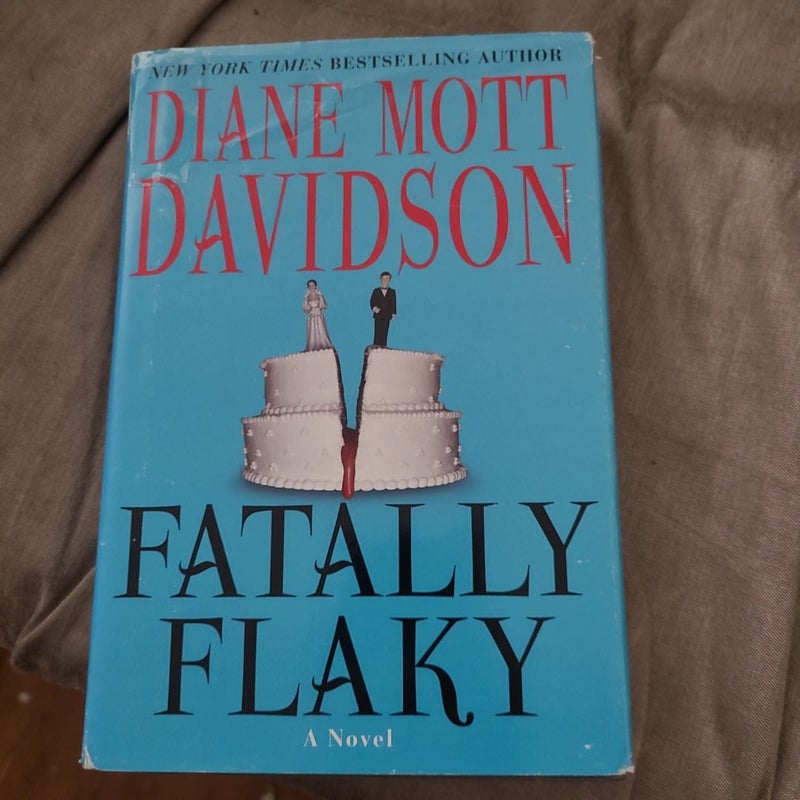 NEW YORK TIMES BESTSELLING AUTHOR
DIANE MOTT
DAVIDSON
FATALLY
FLAKY
A Novel